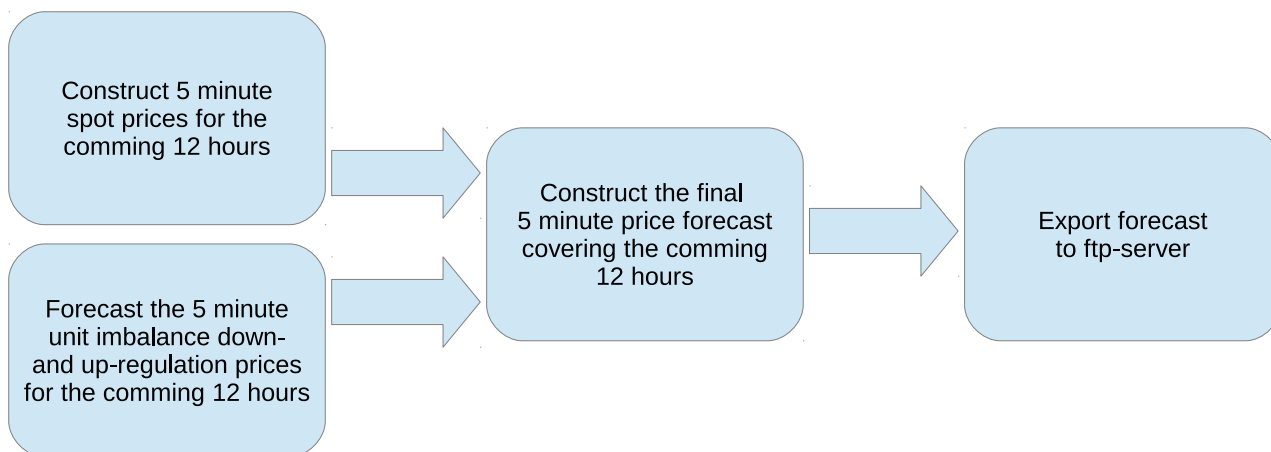 Construct 5 minute
spot prices for the
comming 12 hours
Forecast the 5 minute
unit imbalance down-
and up-regulation prices
for the comming 12 hours
Construct the final
5 minute price forecast
covering the comming
12 hours
Export forecast
to ftp-server